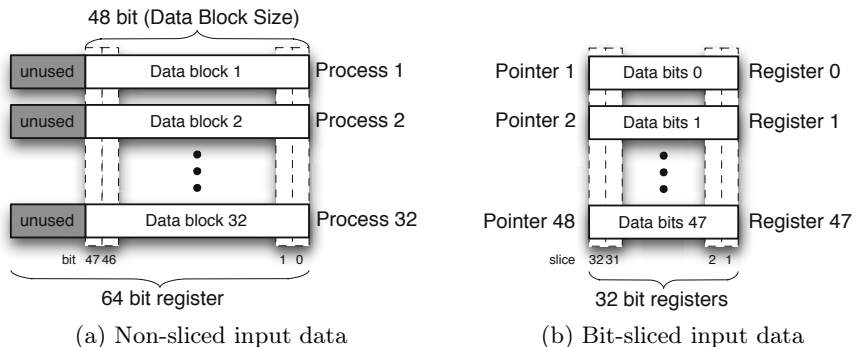 48 bit (Data Block Size)
unused Data block 1 Process 1
unused Data block 2 Process 2
unused Data block 32 Process 32
bit 47 46 1 0
64 bit register
(a) Non-sliced input data
Pointer 1 Data bits 0 Register 0
Pointer 2 Data bits 1 Register 1
Pointer 48 Data bits 47 Register 47
slice 32 31 2 1
32 bit registers
(b) Bit-sliced input data